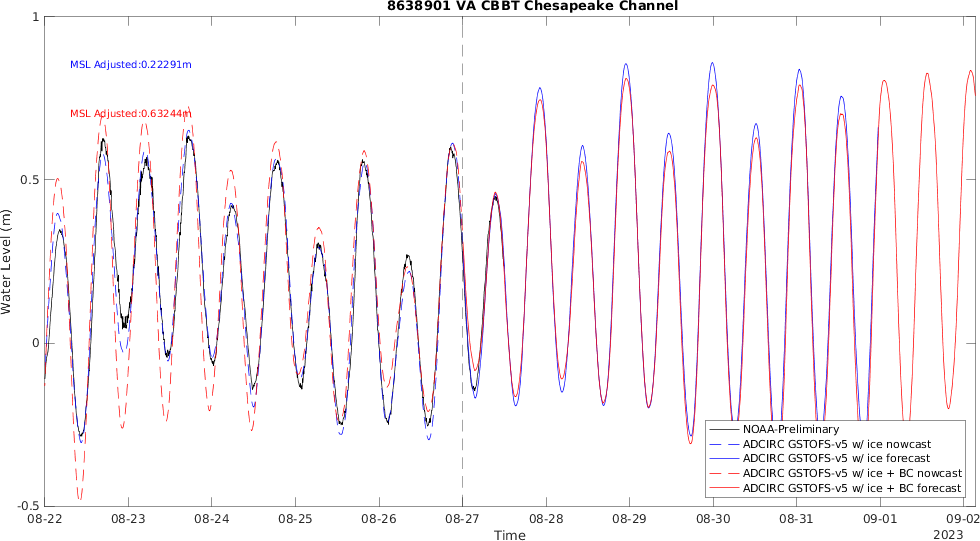 8638901 VA CBBT Chesapeake Channel
1
MSL Adjusted:0.22291m
MSL Adjusted:0.63244m
0.5
Water Level (m)
0
NOAA-Preliminary
ADCIRC GSTOFS-v5 w/ ice nowcast
ADCIRC GSTOFS-v5 w/ ice forecast
ADCIRC GSTOFS-v5 w/ ice + BC nowcast
ADCIRC GSTOFS-v5 w/ ice + BC forecast
-0.5
08-22 08-23 08-24 08-25 08-26 08-27 08-28 08-29 08-30 08-31 09-01 09-02
Time
2023